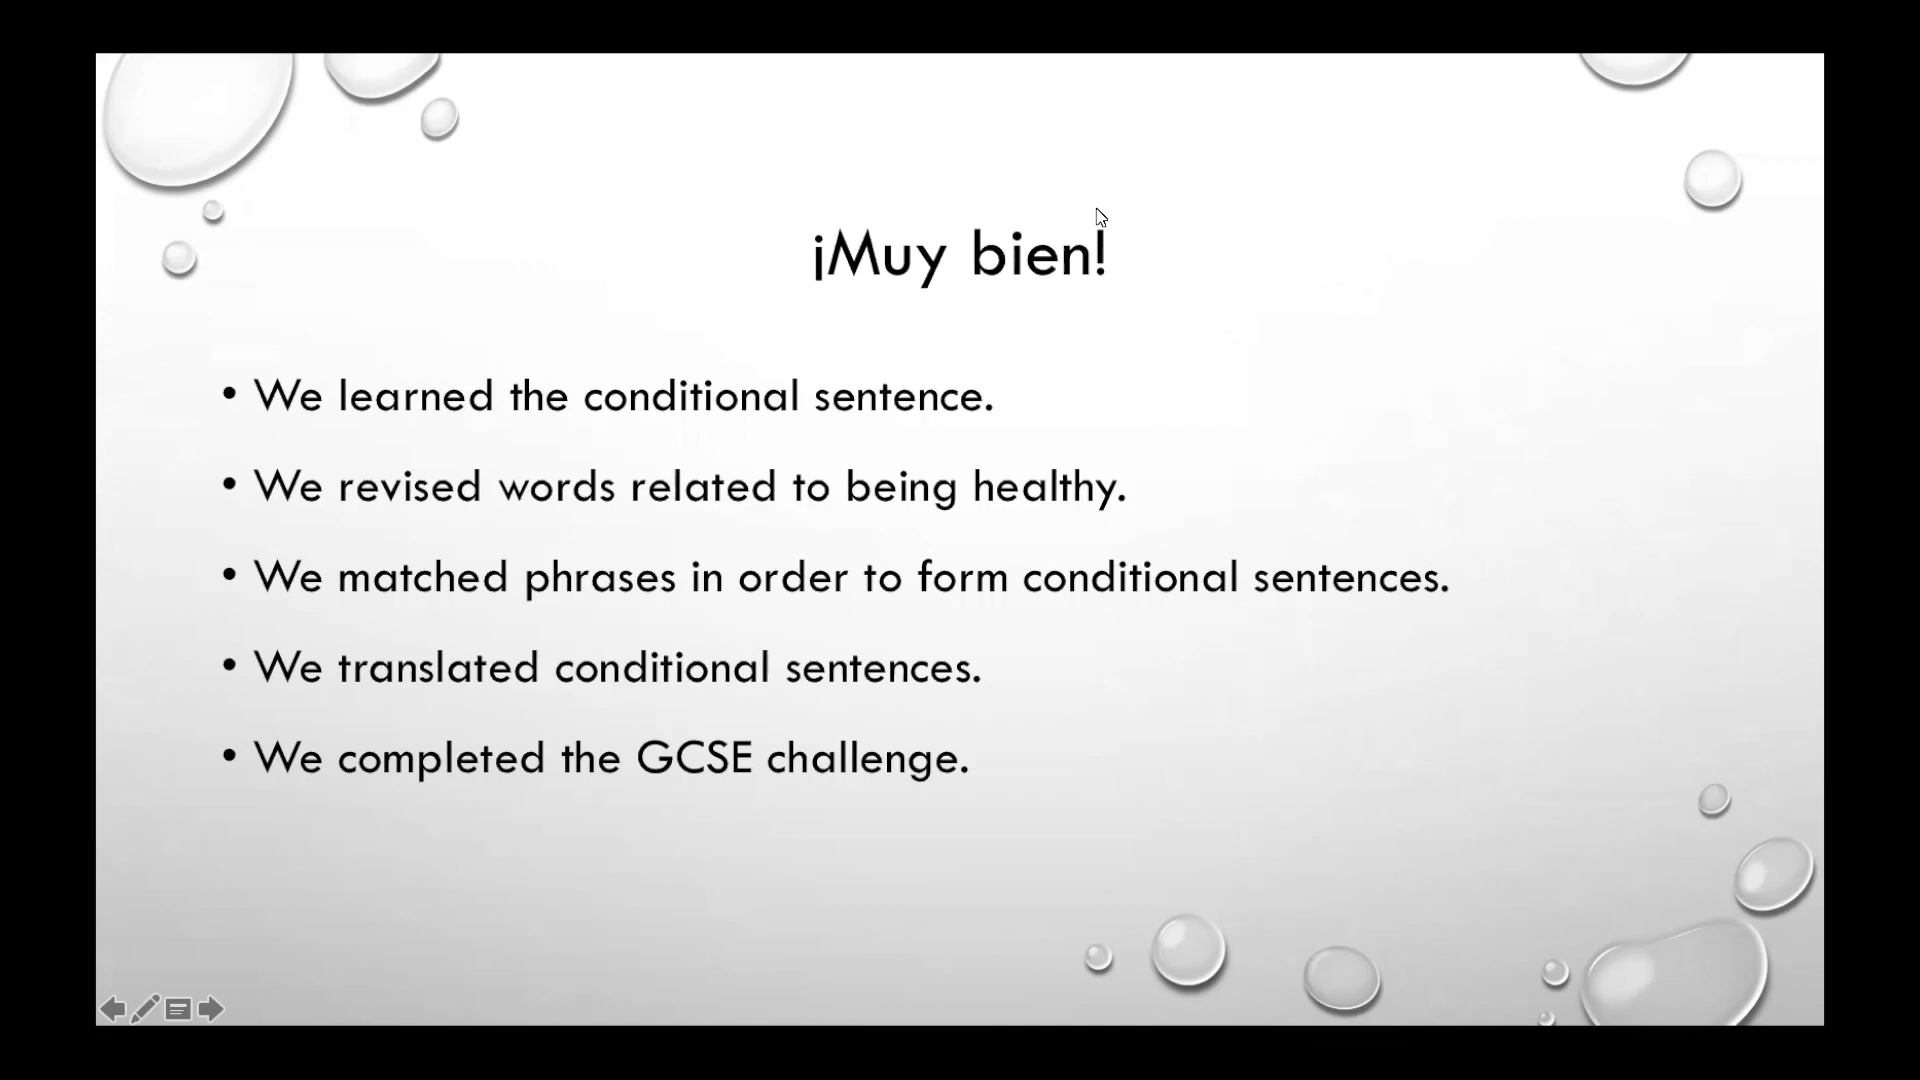 ¡Muy bien!
• We learned the conditional sentence.
• We revised words related to being healthy.
• We matched phrases in order to form conditional sentences.
• We translated conditional sentences.
• We completed the GCSE challenge.